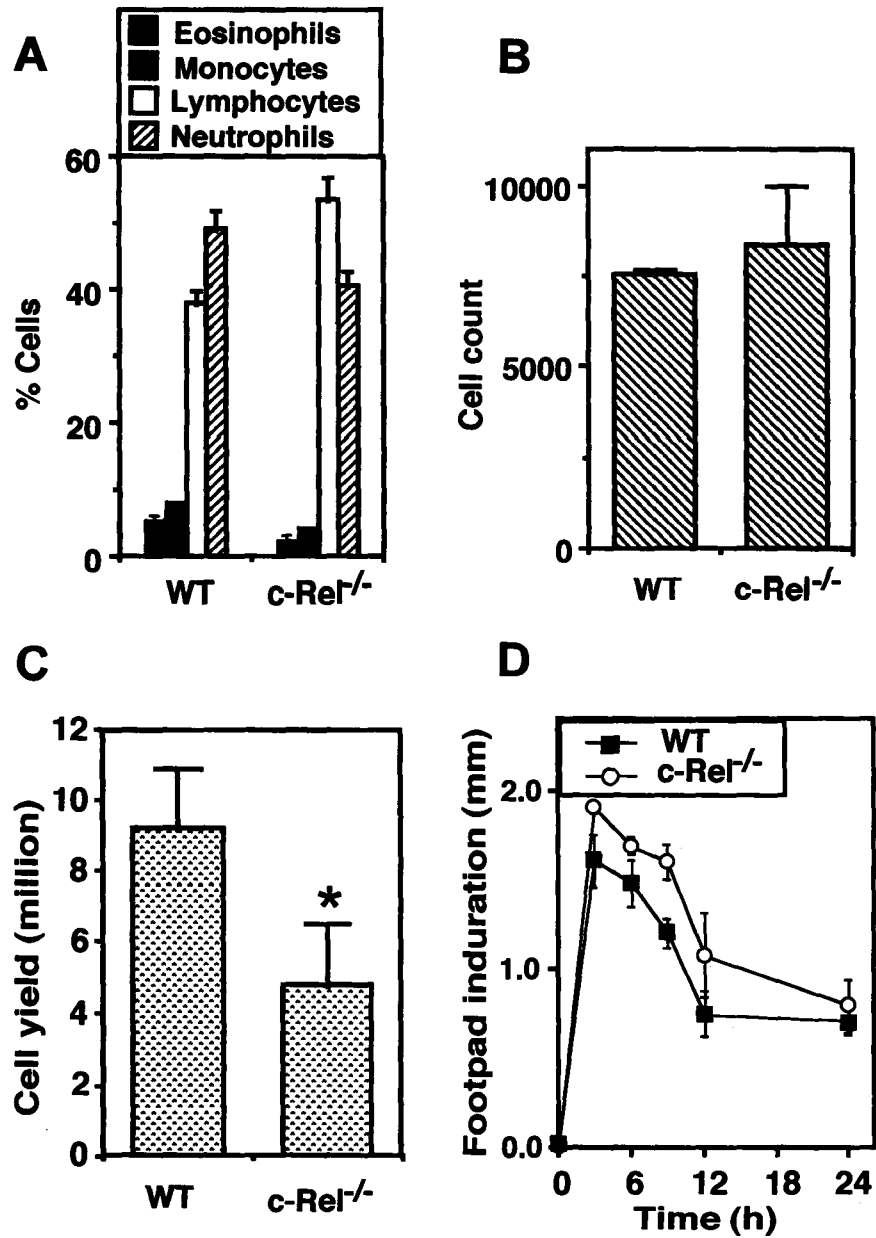 A
Eosinophils
Monocytes
Lymphocytes
Neutrophils
60
40
20
0
% Cells
WT
c-Rel-/-
B
10000
5000
0
Cell count
WT
c-Rel-/-
C
12
10
8
6
4
2
0
Cell yield (million)
*
WT
c-Rel-/-
D
WT
c-Rel-/-
2.0
1.0
0.0
Footpad induration (mm)
0
6
12
18
24
Time (h)